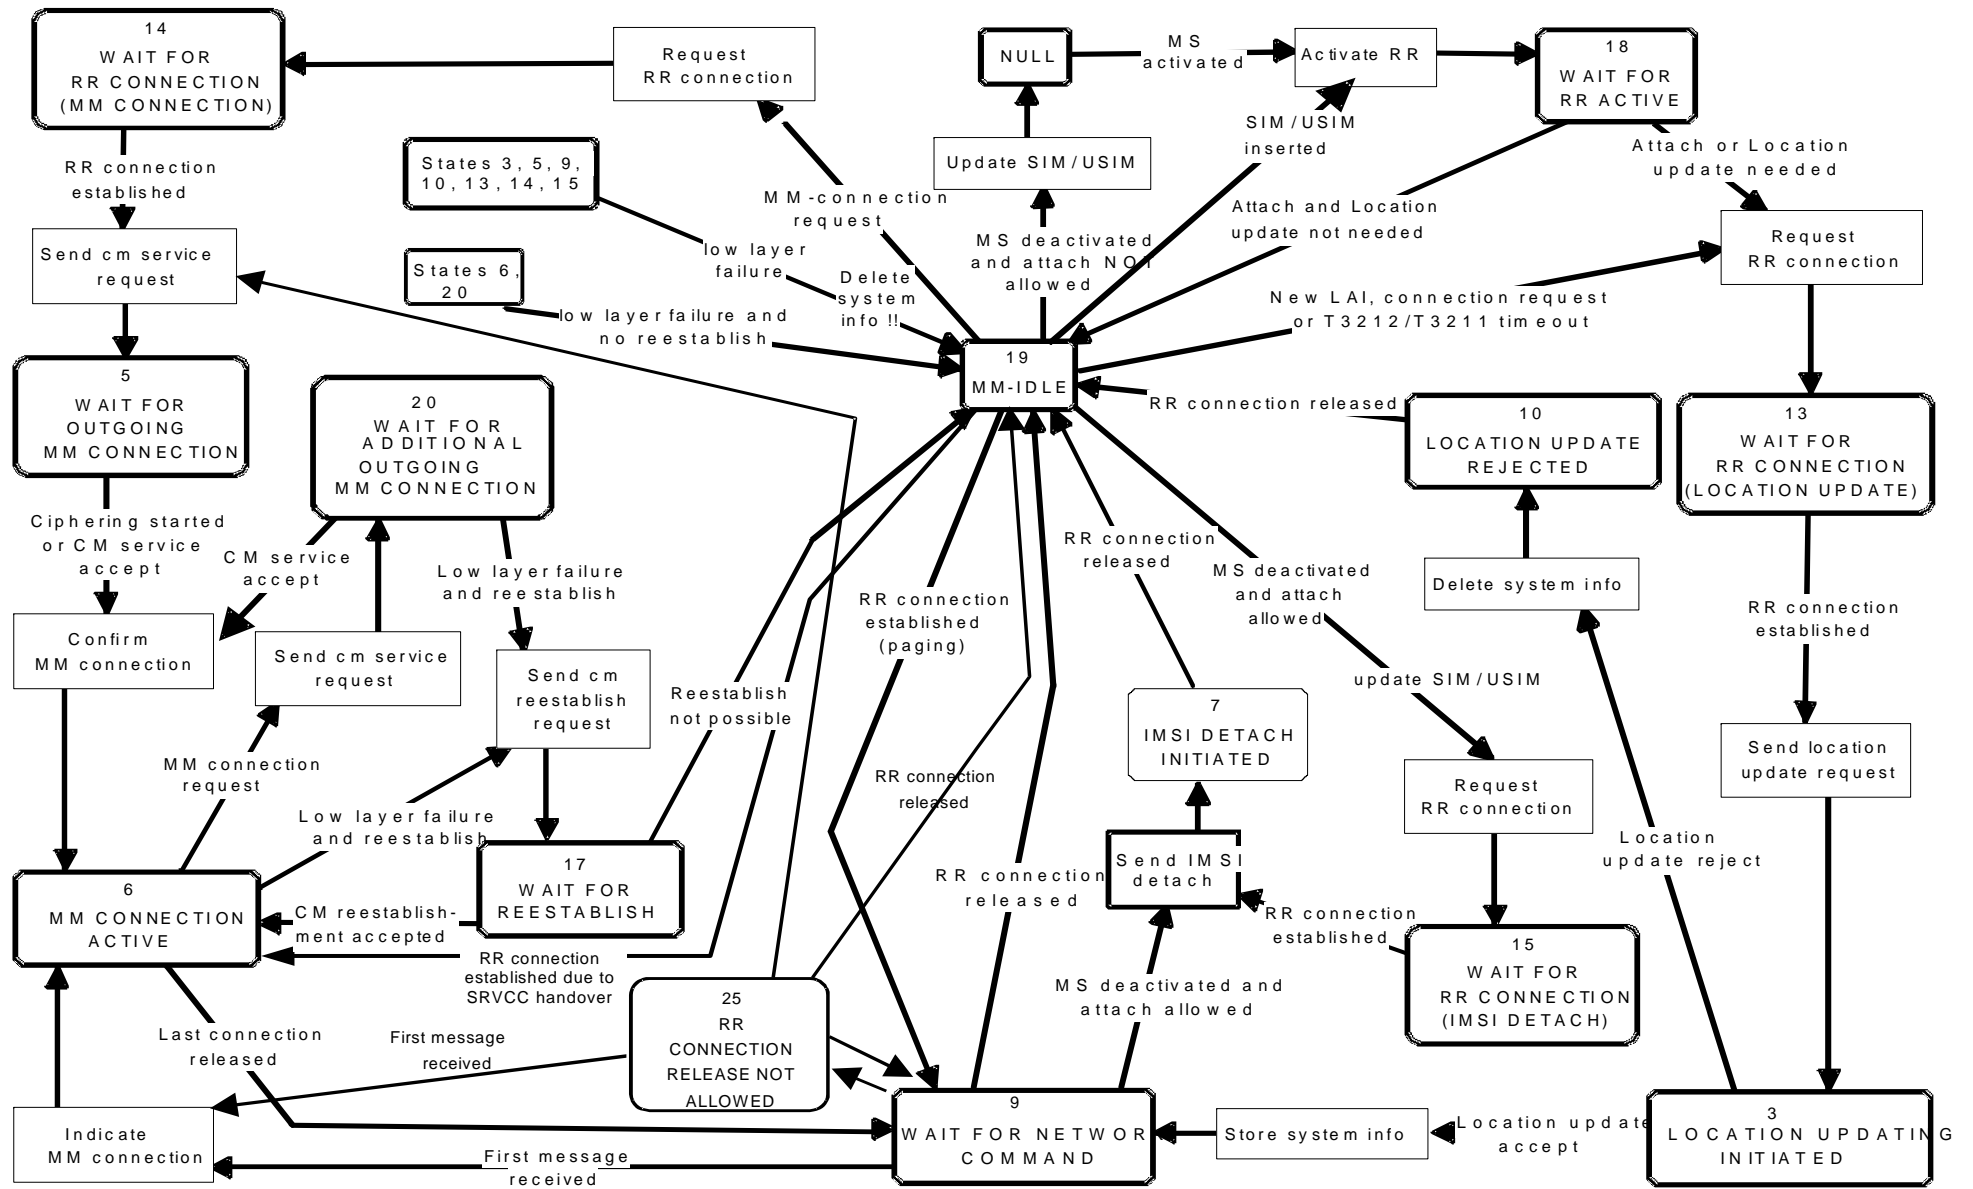 14
WAIT FOR
RR CONNECTION
(MM CONNECTION)
Request
RR connection
NULL
MS
activated
Activate RR
18
WAIT FOR
RR ACTIVE
RR connection
established
States 3, 5, 9,
10, 13, 14, 15
MM-connection
request
Update SIM/USIM
SIM/USIM
inserted
Attach or Location
update needed
Send cm service
request
States 6,
20
low layer
failure
Delete
system
info !!
MS deactivated
and attach NOT
allowed
Attach and Location
update not needed
Request
RR connection
low layer failure and
no reestablish
New LAI, connection request
or T3212/T3211 timeout
19
MM-IDLE
5
WAIT FOR
OUTGOING
MM CONNECTION
20
WAIT FOR
ADDITIONAL
OUTGOING
MM CONNECTION
RR connection released
10
LOCATION UPDATE
REJECTED
13
WAIT FOR
RR CONNECTION
(LOCATION UPDATE)
Ciphering started
or CM service
accept
CM service
accept
Low layer failure
and reestablish
RR connection
released
RR connection
established
(paging)
MS deactivated
and attach
allowed
Delete system info
RR connection
established
Confirm
MM connection
Send cm service
request
Send cm
reestablish
request
Reestablish
not possible
update SIM/USIM
7
IMSI DETACH
INITIATED
MM connection
request
Low layer failure
and reestablish
RR connection
released
Request
RR connection
Send location
update request
Location
update reject
6
MM CONNECTION
ACTIVE
17
WAIT FOR
REESTABLISH
CM reestablish-
ment accepted
RR connection
released
Send IMSI
detach
RR connection
established
RR connection
established due to
SRVCC handover
15
WAIT FOR
RR CONNECTION
(IMSI DETACH)
25
RR
CONNECTION
RELEASE NOT
ALLOWED
MS deactivated and
attach allowed
Last connection
released
First message
received
Indicate
MM connection
First message
received
9
WAIT FOR NETWOR
COMMAND
Store system info
Location update
accept
3
LOCATION UPDATING
INITIATED